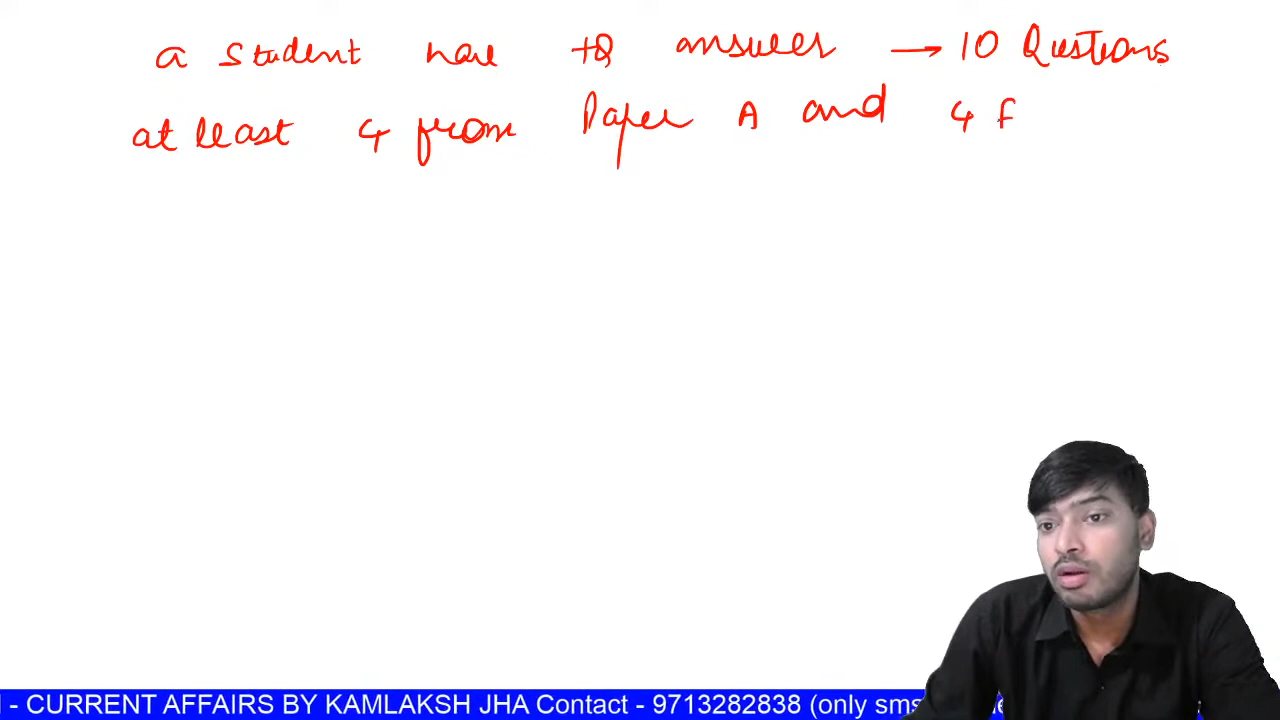 a student have to answer → 10 Questions
at least 4 from Paper A and 4 f
- CURRENT AFFAIRS BY KAMLAKSH JHA Contact - 9713282838 (only sms